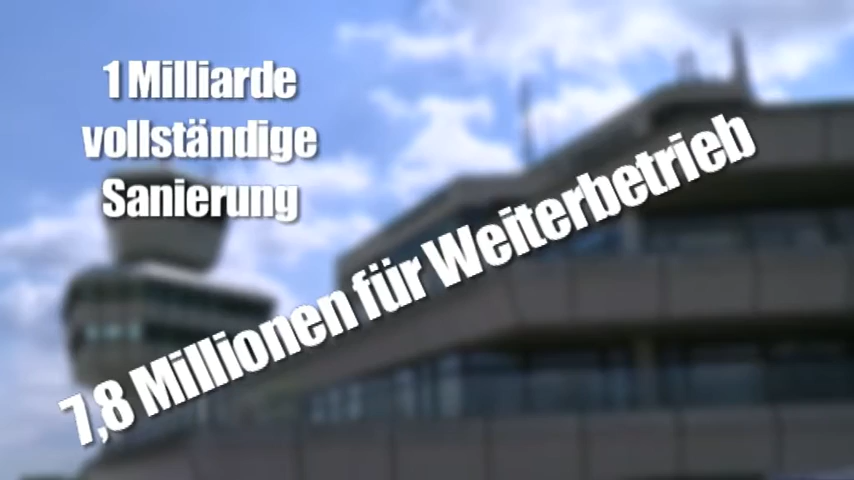 1 Milliarde
vollständige
Sanierung
7,8 Millionen für Weiterbetrieb